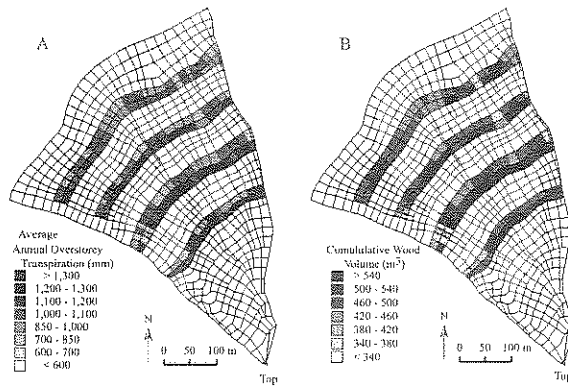 A
B
Average
Annual Overstorey
Transpiration (mm)
> 1,300
1,200 - 1,300
1,100 - 1,200
1,000 - 1,100
850 - 1,000
700 - 850
600 - 700
< 600
N
0 50 100 m
Top
Cumululative Wood
Volume (m³)
> 540
500 - 540
460 - 500
420 - 460
380 - 420
340 - 380
< 340
N
0 50 100 m
Top